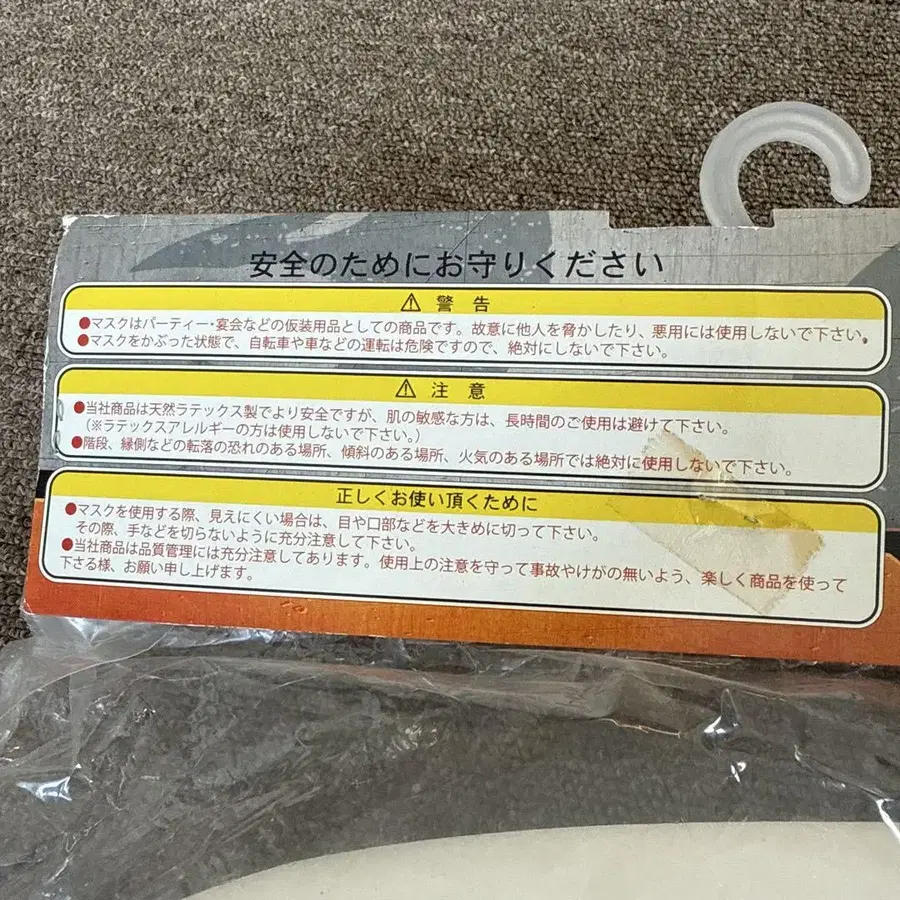 安全のためにお守りください
⚠ 警告
●マスクはパーティー・宴会などの仮装用品としての商品です。故意に他人を脅かしたり、悪用には使用しないで下さい。
●マスクをかぶった状態で、自転車や車などの運転は危険ですので、絶対にしないで下さい。
⚠ 注意
●当社商品は天然ラテックス製でより安全ですが、肌の敏感な方は、長時間のご使用は避けて下さい。
(※ラテックスアレルギーの方は使用しないで下さい。)
●階段、縁側などの転落の恐れのある場所、傾斜のある場所、火気のある場所では絶対に使用しないで下さい。
正しくお使い頂くために
●マスクを使用する際、見えにくい場合は、目や口部などを大きめに切って下さい。
その際、手などを切らないように充分注意して下さい。
●当社商品は品質管理には充分注意してあります。使用上の注意を守って事故やけがの無いよう、楽しく商品を使って
下さる様、お願い申し上げます。